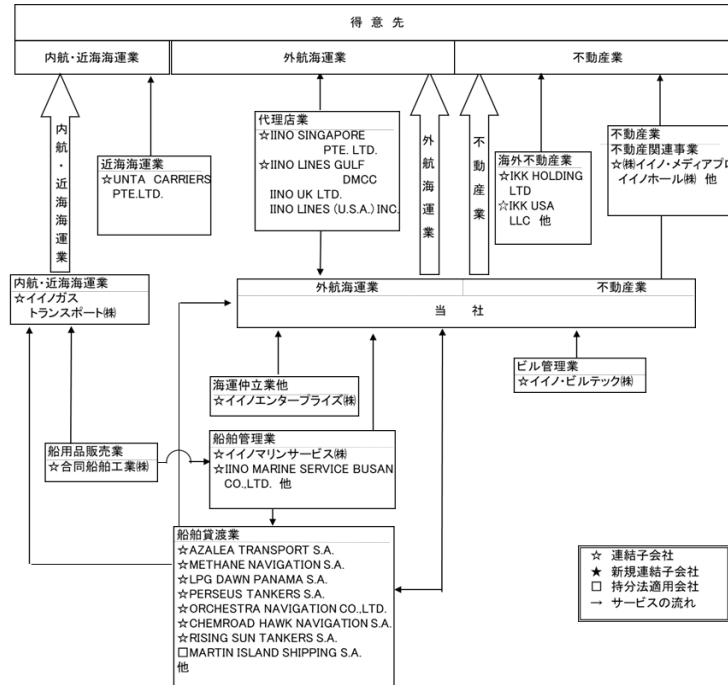 得 意 先
内航・近海海運業
外航海運業
不動産業
内航・近海海運業
近海海運業
☆UNTA CARRIERS
PTE.LTD.
代理店業
☆IINO SINGAPORE
PTE. LTD.
☆IINO LINES GULF
DMCC
IINO UK LTD.
IINO LINES (U.S.A.) INC.
外航海運業
不動産業
海外不動産業
☆IKK HOLDING
LTD
☆IKK USA
LLC 他
不動産業
不動産関連事業
☆㈱イイノ・メディアプロ
イイノホール㈱ 他
内航・近海海運業
☆イイノガス
トランスポート㈱
外航海運業
不動産業
当 社
海運仲立業他
☆イイノエンタープライズ㈱
ビル管理業
☆イイノ・ビルテック㈱
船用品販売業
☆合同船舶工業㈱
船舶管理業
☆イイノマリンサービス㈱
☆IINO MARINE SERVICE BUSAN
CO.,LTD. 他
船舶貸渡業
☆AZALEA TRANSPORT S.A.
☆METHANE NAVIGATION S.A.
☆LPG DAWN PANAMA S.A.
☆PERSEUS TANKERS S.A.
☆ORCHESTRA NAVIGATION CO.,LTD.
☆CHEMROAD HAWK NAVIGATION S.A.
☆RISING SUN TANKERS S.A.
□MARTIN ISLAND SHIPPING S.A.
他
☆ 連結子会社
★ 新規連結子会社
□ 持分法適用会社
→ サービスの流れ